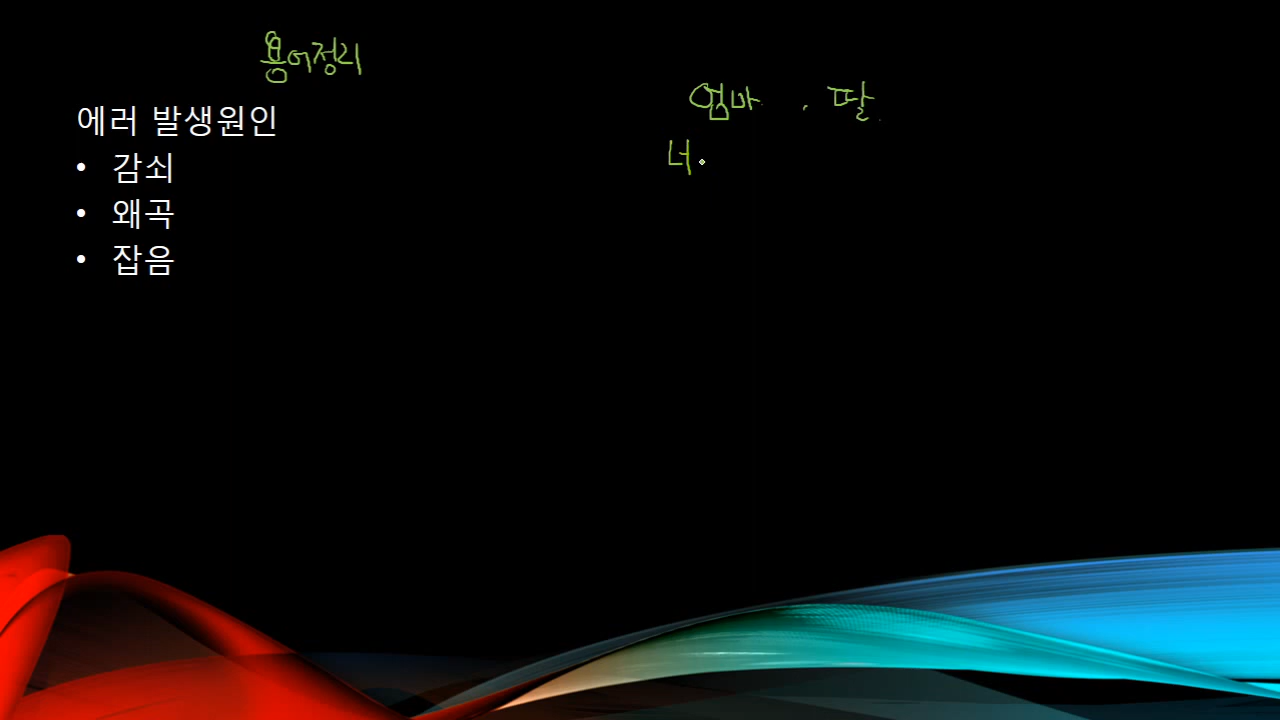 용어정리
에러 발생원인
• 감쇠
• 왜곡
• 잡음
엄마 . 딸
너